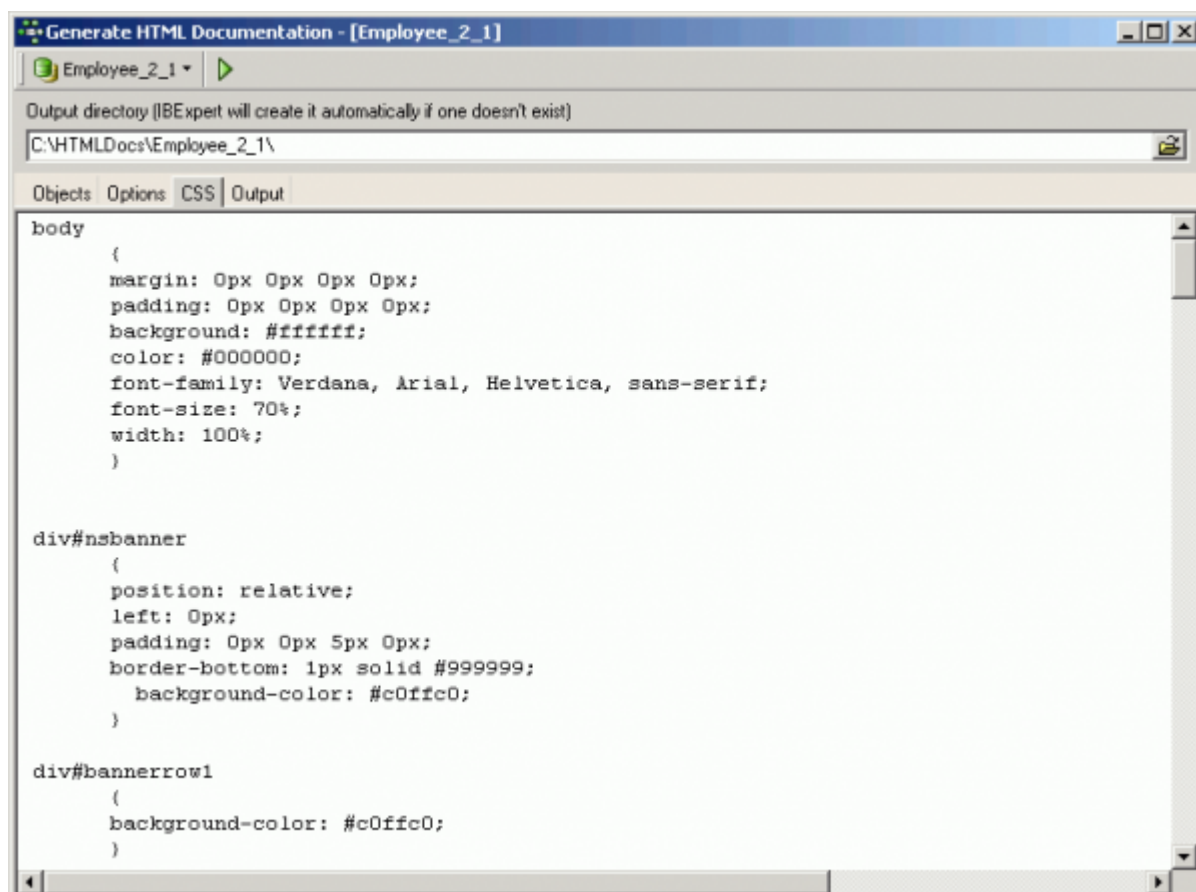 Generate HTML Documentation - [Employee_2_1]
Employee_2_1
Output directory (IBExpert will create it automatically if one doesn't exist)
C:\HTMLDocs\Employee_2_1\
Objects Options CSS Output
body
{
margin: 0px 0px 0px 0px;
padding: 0px 0px 0px 0px;
background: #ffffff;
color: #000000;
font-family: Verdana, Arial, Helvetica, sans-serif;
font-size: 70%;
width: 100%;
}
div#nsbanner
{
position: relative;
left: 0px;
padding: 0px 0px 5px 0px;
border-bottom: 1px solid #999999;
background-color: #c0ffc0;
}
div#bannerrow1
{
background-color: #c0ffc0;
}